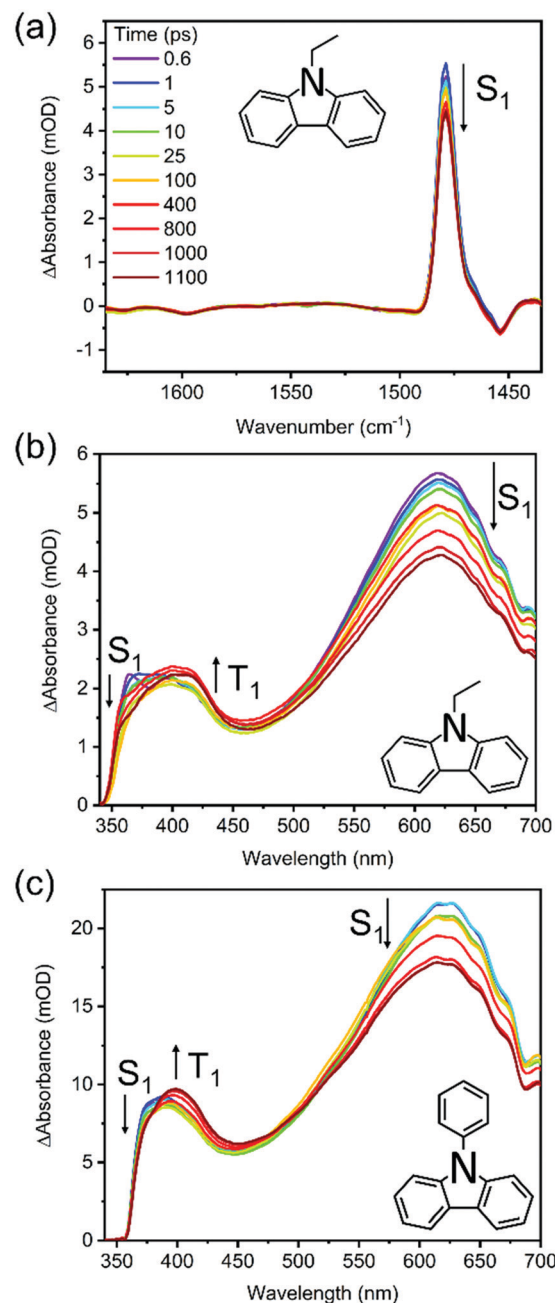 (a)
Time (ps)
0.6
1
5
10
25
100
400
800
1000
1100
N
S₁
6
5
4
3
2
1
0
-1
ΔAbsorbance (mOD)
1600
1550
1500
1450
Wavenumber (cm⁻¹)
(b)
6
5
4
3
2
1
0
ΔAbsorbance (mOD)
S₁
S₁
T₁
N
350
400
450
500
550
600
650
700
Wavelength (nm)
(c)
20
15
10
5
0
ΔAbsorbance (mOD)
S₁
S₁
T₁
N
350
400
450
500
550
600
650
700
Wavelength (nm)